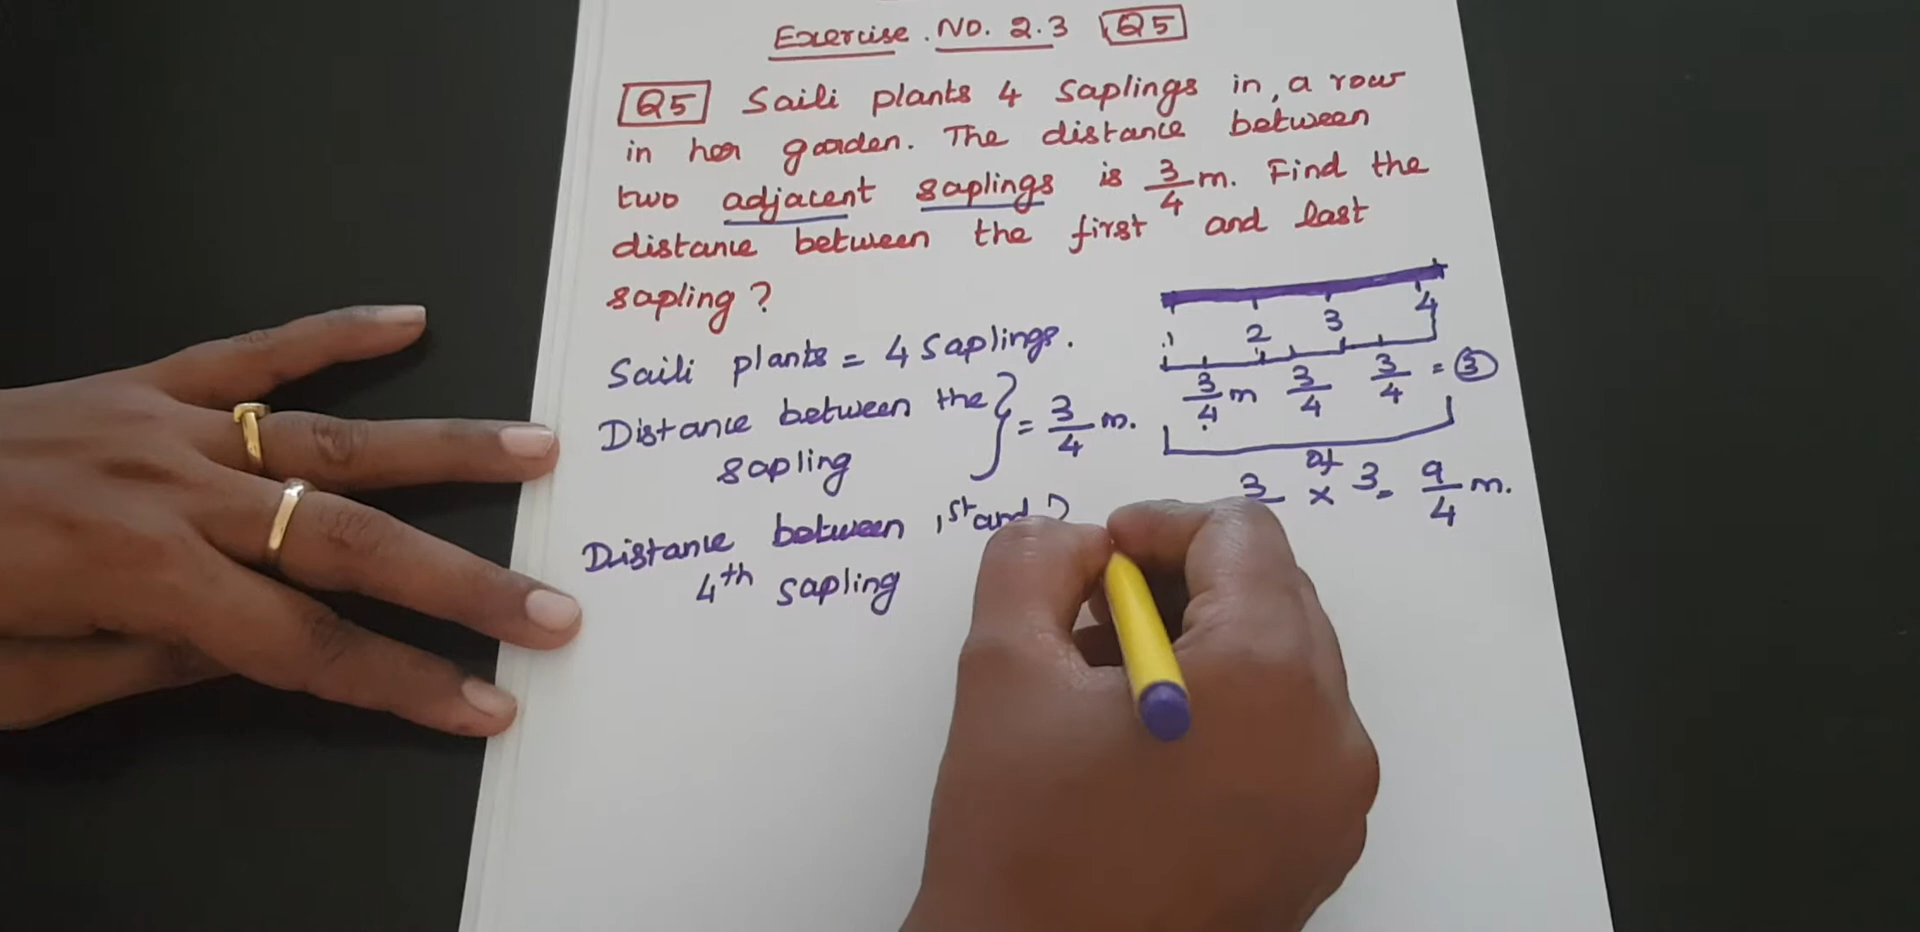 Exercise. No. 2.3 Q5
Q5 Saili plants 4 saplings in a row
in her garden. The distance between
two adjacent saplings is 3/4 m. Find the
distance between the first and last
sapling?
1 2 3 4
3/4 m 3/4 3/4 = 3
Saili plants = 4 saplings.
Distance between the
sapling } = 3/4 m.
of
3 × 3 = 9/4 m.
Distance between 1st and
4th sapling